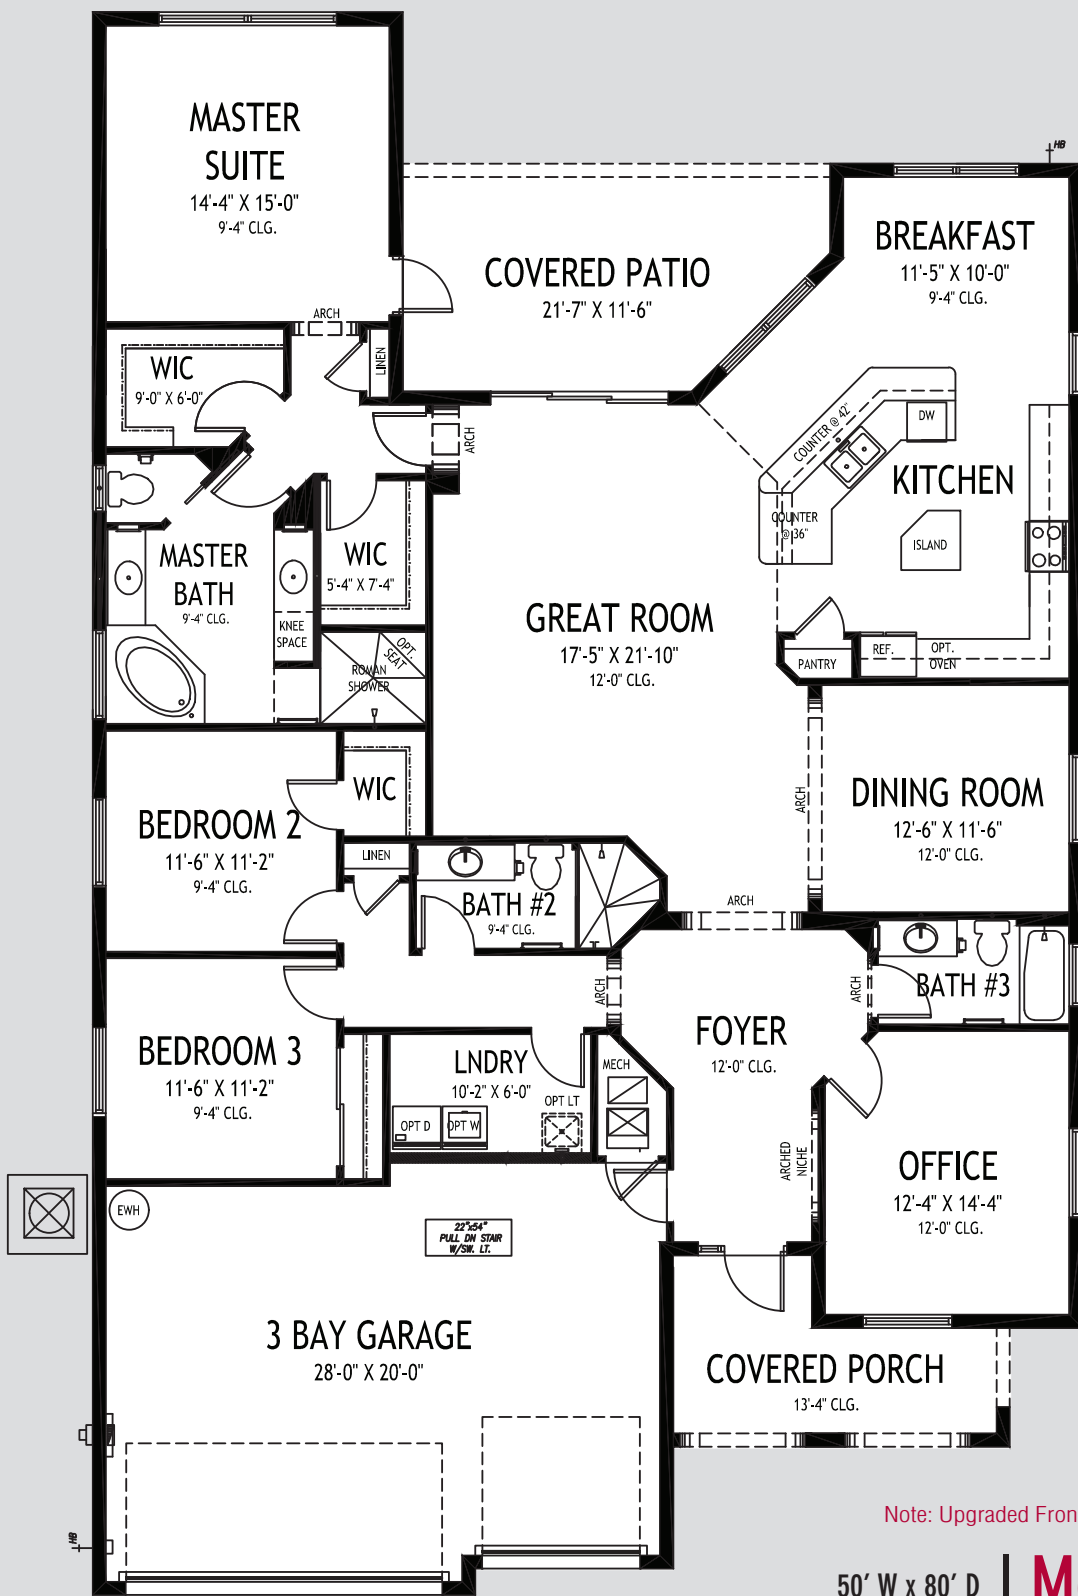 MASTER
SUITE
14'-4" X 15'-0"
9'-4" CLG.
HB
BREAKFAST
11'-5" X 10'-0"
9'-4" CLG.
COVERED PATIO
21'-7" X 11'-6"
ARCH
LINEN
WIC
9'-0" X 6'-0"
ARCH
COUNTER @ 42"
DW
KITCHEN
COUNTER
@ 36"
ISLAND
WIC
5'-4" X 7'-4"
MASTER
BATH
9'-4" CLG.
KNEE
SPACE
OPT.
SEAT
ROMAN
SHOWER
GREAT ROOM
17'-5" X 21'-10"
12'-0" CLG.
PANTRY
REF.
OPT.
OVEN
WIC
BEDROOM 2
11'-6" X 11'-2"
9'-4" CLG.
ARCH
DINING ROOM
12'-6" X 11'-6"
12'-0" CLG.
LINEN
BATH #2
9'-4" CLG.
ARCH
BATH #3
ARCH
ARCH
FOYER
12'-0" CLG.
BEDROOM 3
11'-6" X 11'-2"
9'-4" CLG.
LNDRY
10'-2" X 6'-0"
OPT LT
OPT D
OPT W
MECH
ARCHED
NICHE
OFFICE
12'-4" X 14'-4"
12'-0" CLG.
EWH
22"x54"
PULL DN STAIR
W/SW. LT.
3 BAY GARAGE
28'-0" X 20'-0"
COVERED PORCH
13'-4" CLG.
HB
Note: Upgraded Fron
50' W x 80' D | M